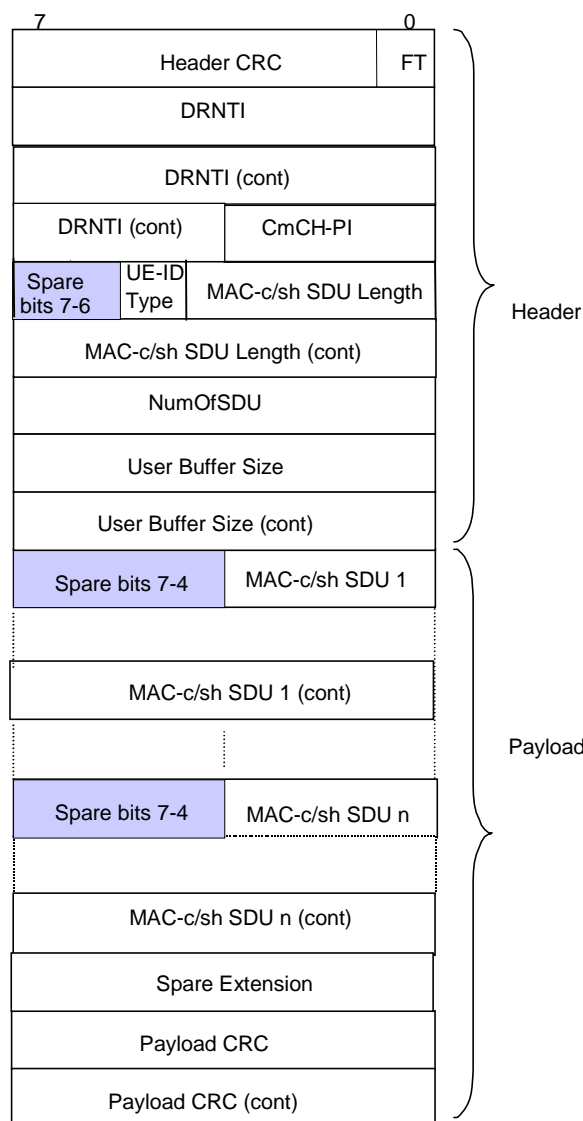 7 0
Header CRC FT
DRNTI
DRNTI (cont)
DRNTI (cont) CmCH-PI
Spare bits 7-6 UE-ID Type MAC-c/sh SDU Length
Header
MAC-c/sh SDU Length (cont)
NumOfSDU
User Buffer Size
User Buffer Size (cont)
Spare bits 7-4 MAC-c/sh SDU 1
MAC-c/sh SDU 1 (cont)
Payload
Spare bits 7-4 MAC-c/sh SDU n
MAC-c/sh SDU n (cont)
Spare Extension
Payload CRC
Payload CRC (cont)